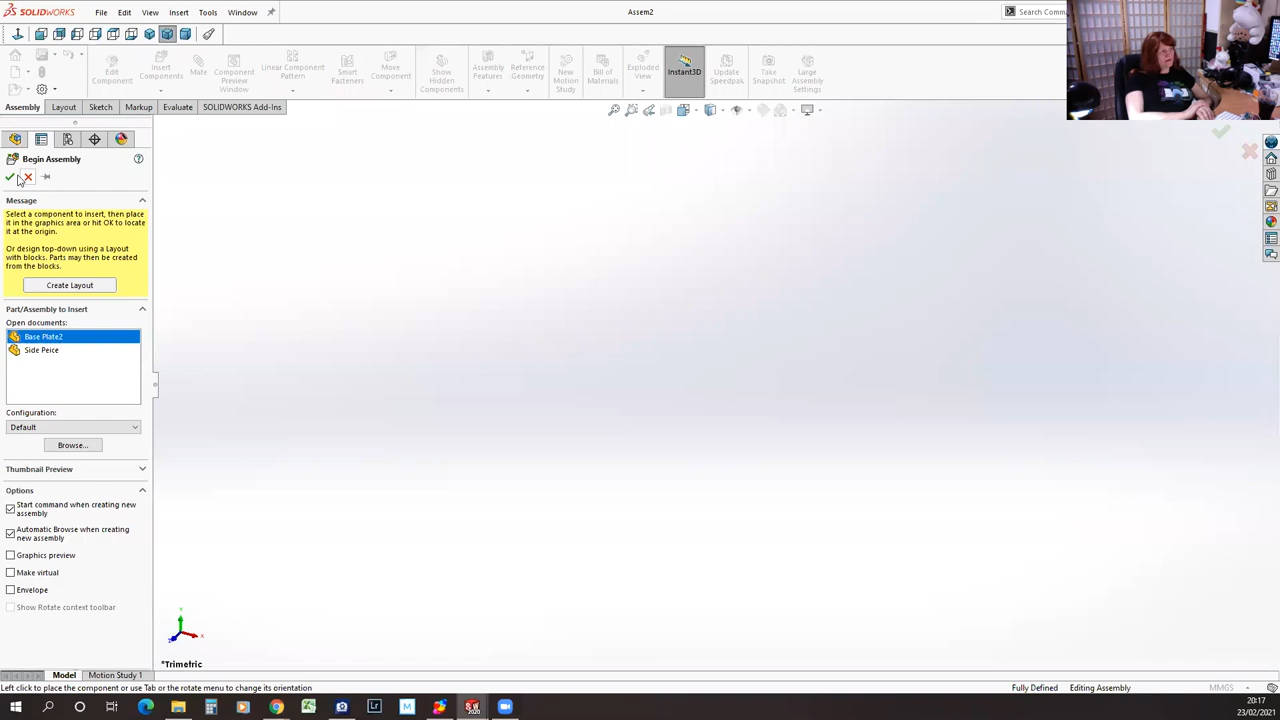 SOLIDWORKS
File
Edit
View
Insert
Tools
Window
Assem2
Search Comm
Edit Component
Insert Components
Mate
Component Preview Window
Linear Component Pattern
Smart Fasteners
Move Component
Show Hidden Components
Assembly Features
Reference Geometry
New Motion Study
Bill of Materials
Exploded View
Instant3D
Update Speedpak
Take Snapshot
Large Assembly Settings
Assembly
Layout
Sketch
Markup
Evaluate
SOLIDWORKS Add-Ins
Begin Assembly
Message
Select a component to insert, then place
it in the graphics area or hit OK to locate
it at the origin.
Or design top-down using a Layout
with blocks. Parts may then be created
from the blocks.
Create Layout
Part/Assembly to Insert
Open documents:
Base Plate2
Side Peice
Configuration:
Default
Browse...
Thumbnail Preview
Options
Start command when creating new
assembly
Automatic Browse when creating
new assembly
Graphics preview
Make virtual
Envelope
Show Rotate context toolbar
*Trimetric
Model
Motion Study 1
Left click to place the component or use Tab or the rotate menu to change its orientation
Fully Defined
Editing Assembly
MMGS
20:17
23/02/2021